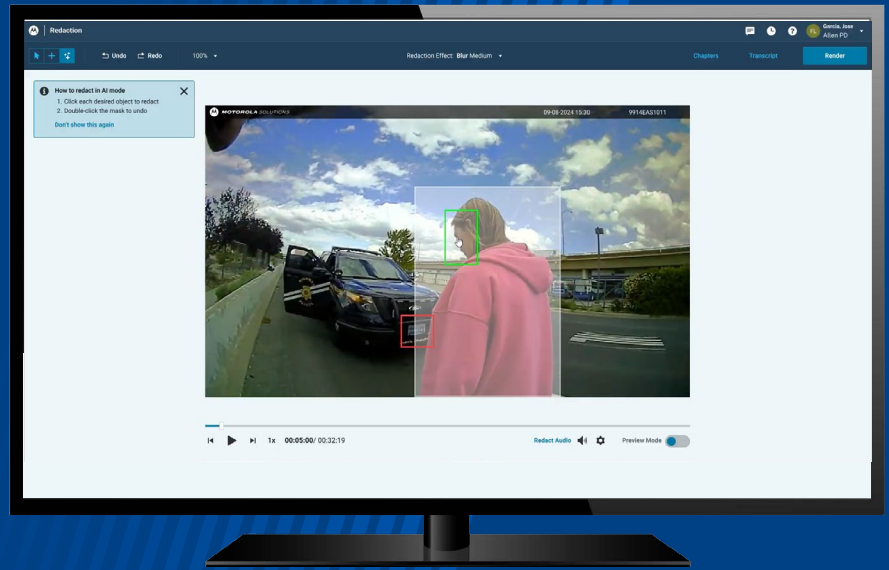 Redaction
FL
Garcia, Jose
Allen PD
Undo
Redo
100%
Redaction Effect: Blur Medium
Chapters
Transcript
Render
How to redact in AI mode
1. Click each desired object to redact
2. Double-click the mask to undo
Don't show this again
MOTOROLA SOLUTIONS
09-08-2024 15:30
9914EAS1011
1x
00:05:00/ 00:32:19
Redact Audio
Preview Mode